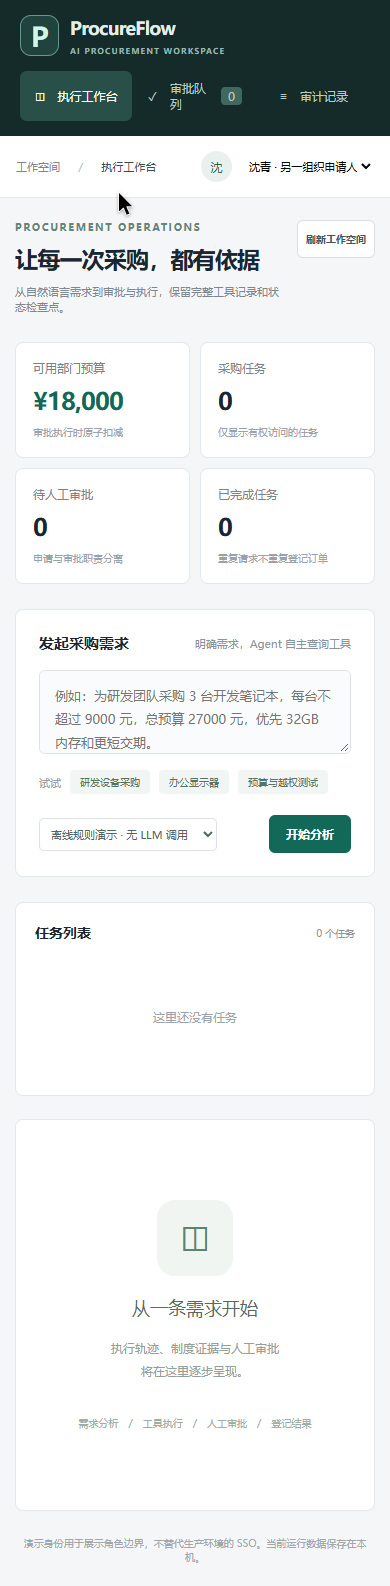 P
ProcureFlow
AI PROCUREMENT WORKSPACE
执行工作台
✓ 审批队列 0
≡ 审计记录
工作空间 / 执行工作台
沈
沈青 · 另一组织申请人
PROCUREMENT OPERATIONS
让每一次采购，都有依据
刷新工作空间
从自然语言需求到审批与执行，保留完整工具记录和状
态检查点。
可用部门预算
¥18,000
审批执行时原子扣减
采购任务
0
仅显示有权访问的任务
待人工审批
0
申请与审批职责分离
已完成任务
0
重复请求不重复登记订单
发起采购需求
明确需求，Agent 自主查询工具
例如：为研发团队采购 3 台开发笔记本，每台不
超过 9000 元，总预算 27000 元，优先 32GB
内存和更短交期。
试试 研发设备采购 办公显示器 预算与越权测试
离线规则演示 · 无 LLM 调用
开始分析
任务列表
0 个任务
这里还没有任务
从一条需求开始
执行轨迹、制度证据与人工审批
将在这里逐步呈现。
需求分析 / 工具执行 / 人工审批 / 登记结果
演示身份用于展示角色边界，不替代生产环境的 SSO。当前运行数据保存在本
机。